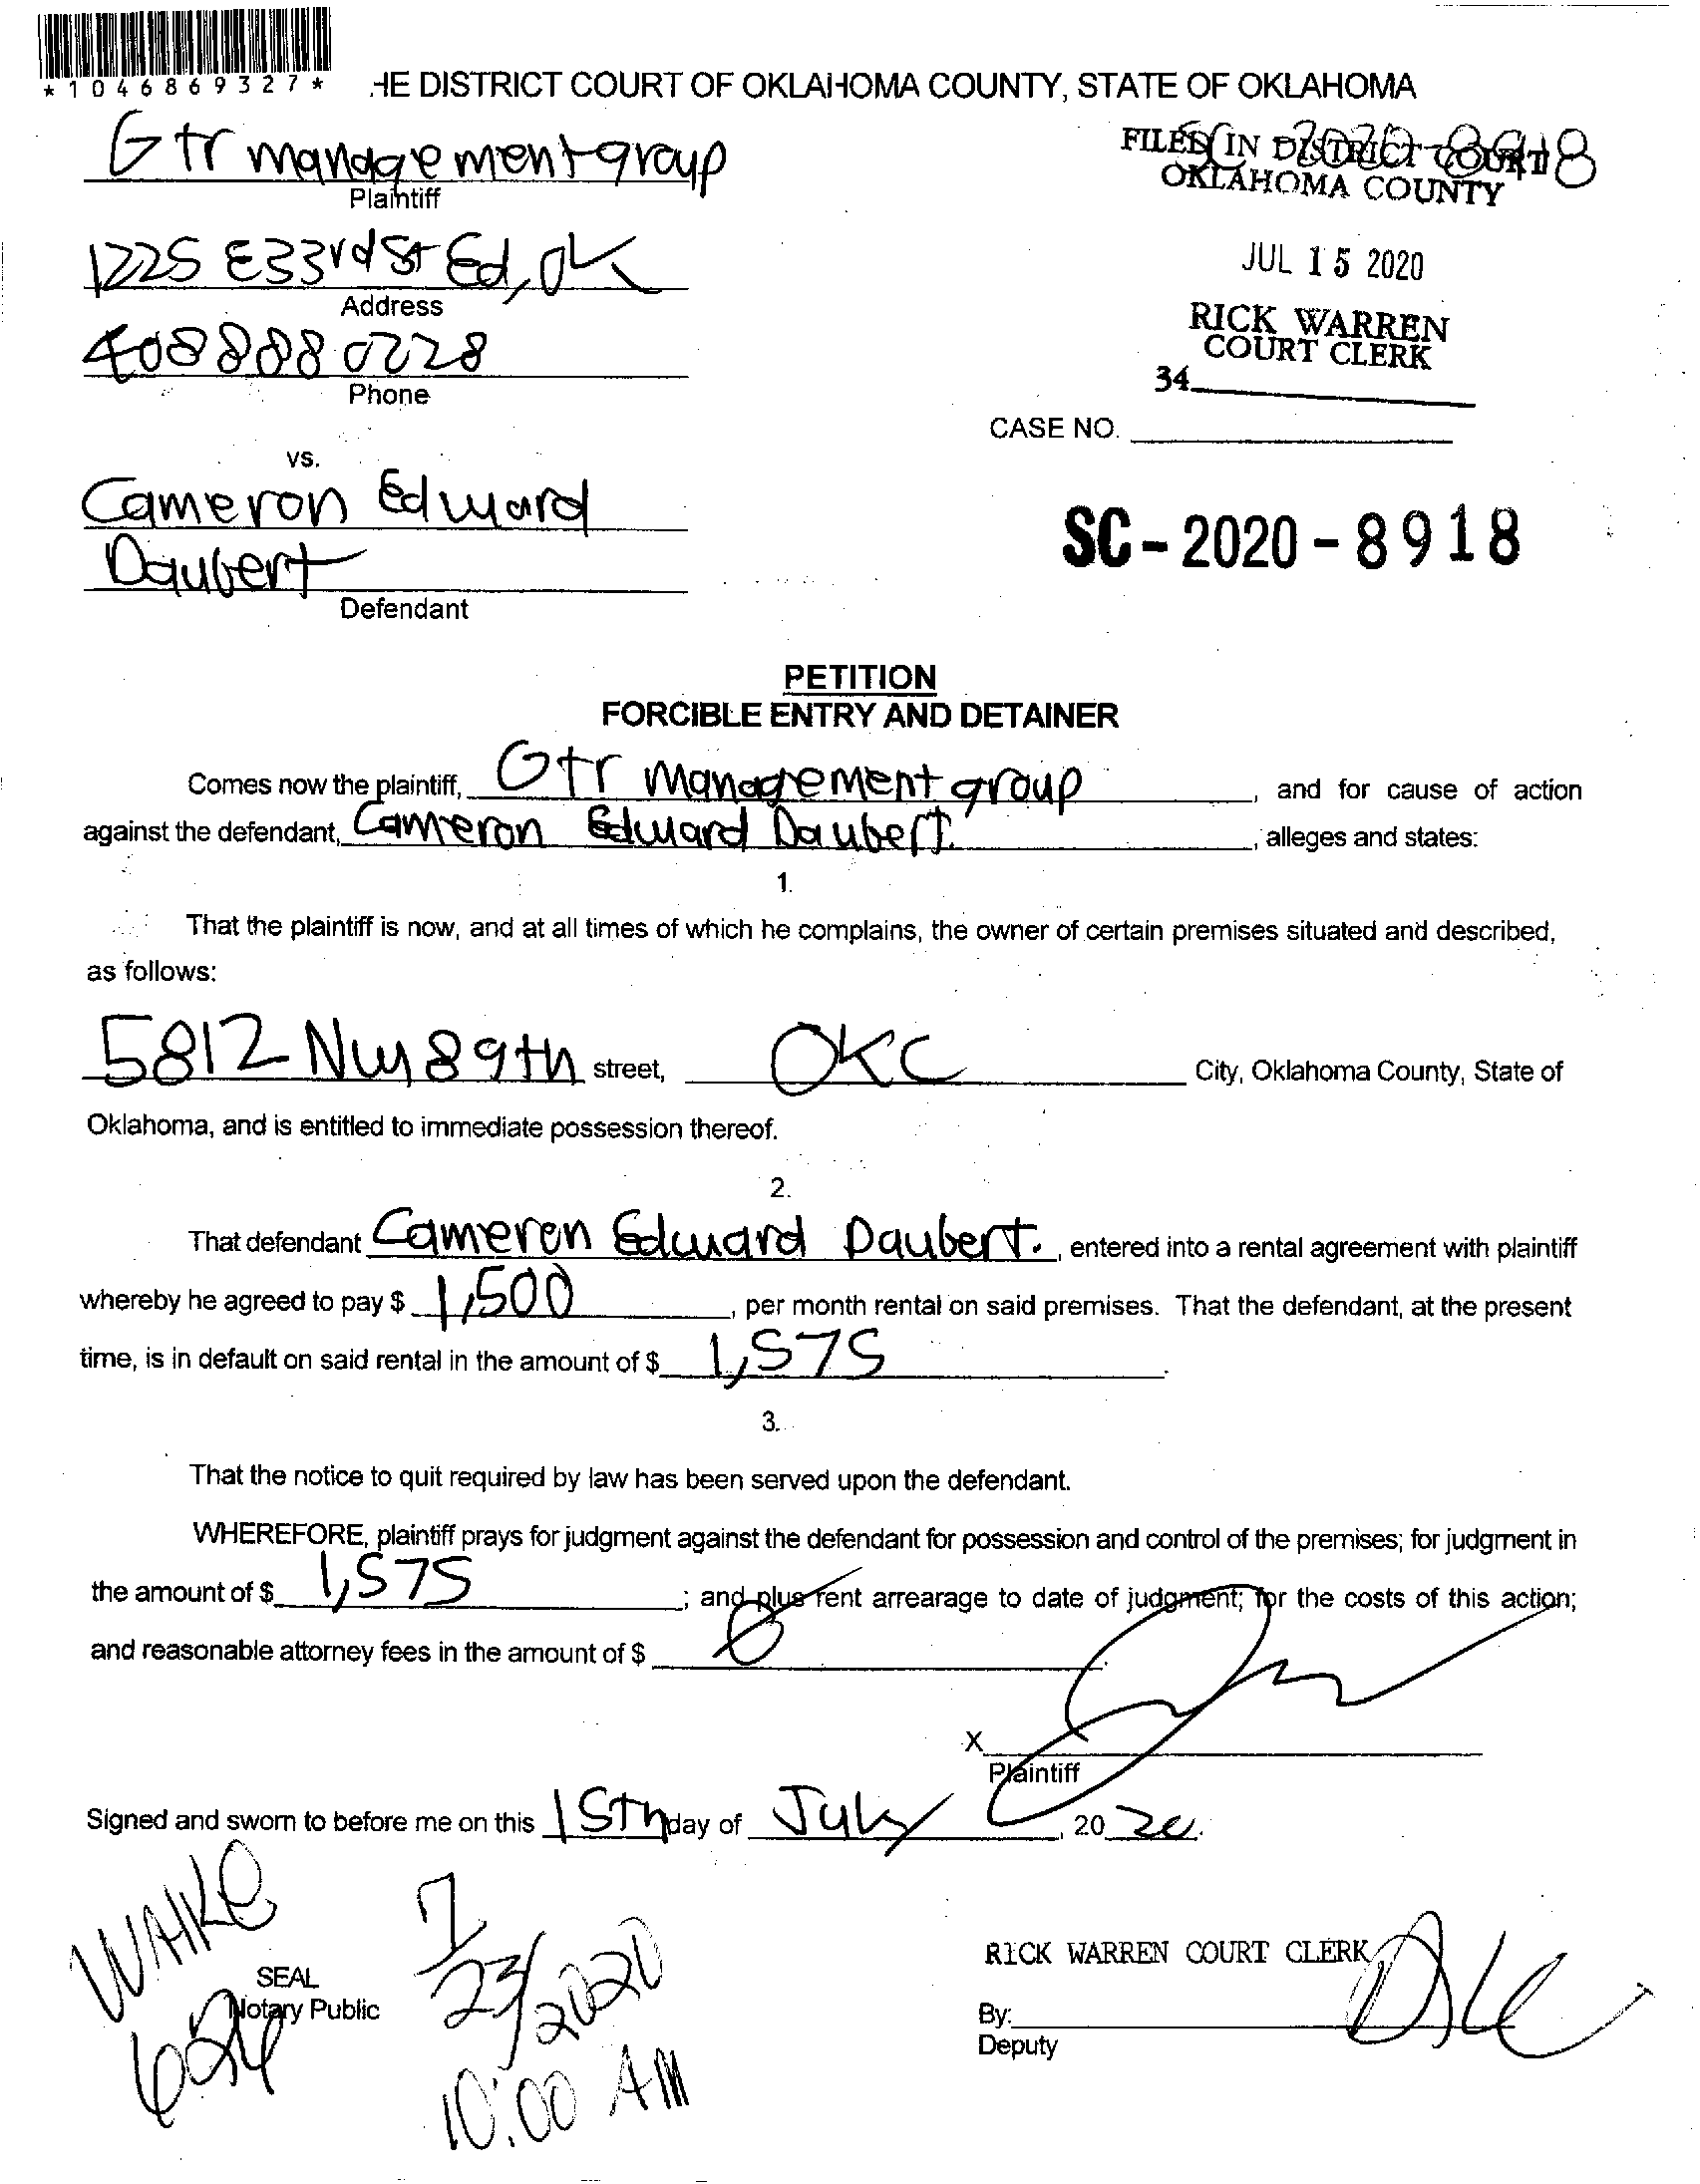 *1046869327*
HE DISTRICT COURT OF OKLAHOMA COUNTY, STATE OF OKLAHOMA
Gtr management group
Plaintiff
SC 2020-8918
FILED IN DISTRICT COURT
OKLAHOMA COUNTY
1225 E 33rd St Ed, OK
Address
JUL 15 2020
408 888 0228
Phone
RICK WARREN
COURT CLERK
34
CASE NO.
vs.
Cameron Edward
Daubert
Defendant
SC-2020-8918
PETITION
FORCIBLE ENTRY AND DETAINER
Comes now the plaintiff, Gtr management group, and for cause of action
against the defendant, Cameron Edward Daubert., alleges and states:
1.
That the plaintiff is now, and at all times of which he complains, the owner of certain premises situated and described,
as follows:
5812 NW 89th street, OKC City, Oklahoma County, State of
Oklahoma, and is entitled to immediate possession thereof.
2.
That defendant Cameron Edward Daubert., entered into a rental agreement with plaintiff
whereby he agreed to pay $ 1,500, per month rental on said premises. That the defendant, at the present
time, is in default on said rental in the amount of $ 1,575.
3.
That the notice to quit required by law has been served upon the defendant.
WHEREFORE, plaintiff prays for judgment against the defendant for possession and control of the premises; for judgment in
the amount of $ 1,575; and plus rent arrearage to date of judgment; for the costs of this action;
and reasonable attorney fees in the amount of $ 0
X
Plaintiff
Signed and sworn to before me on this 15th day of July, 20 20.
SEAL
Notary Public
7/23/2020
10:00 AM
RICK WARREN COURT CLERK
By:
Deputy